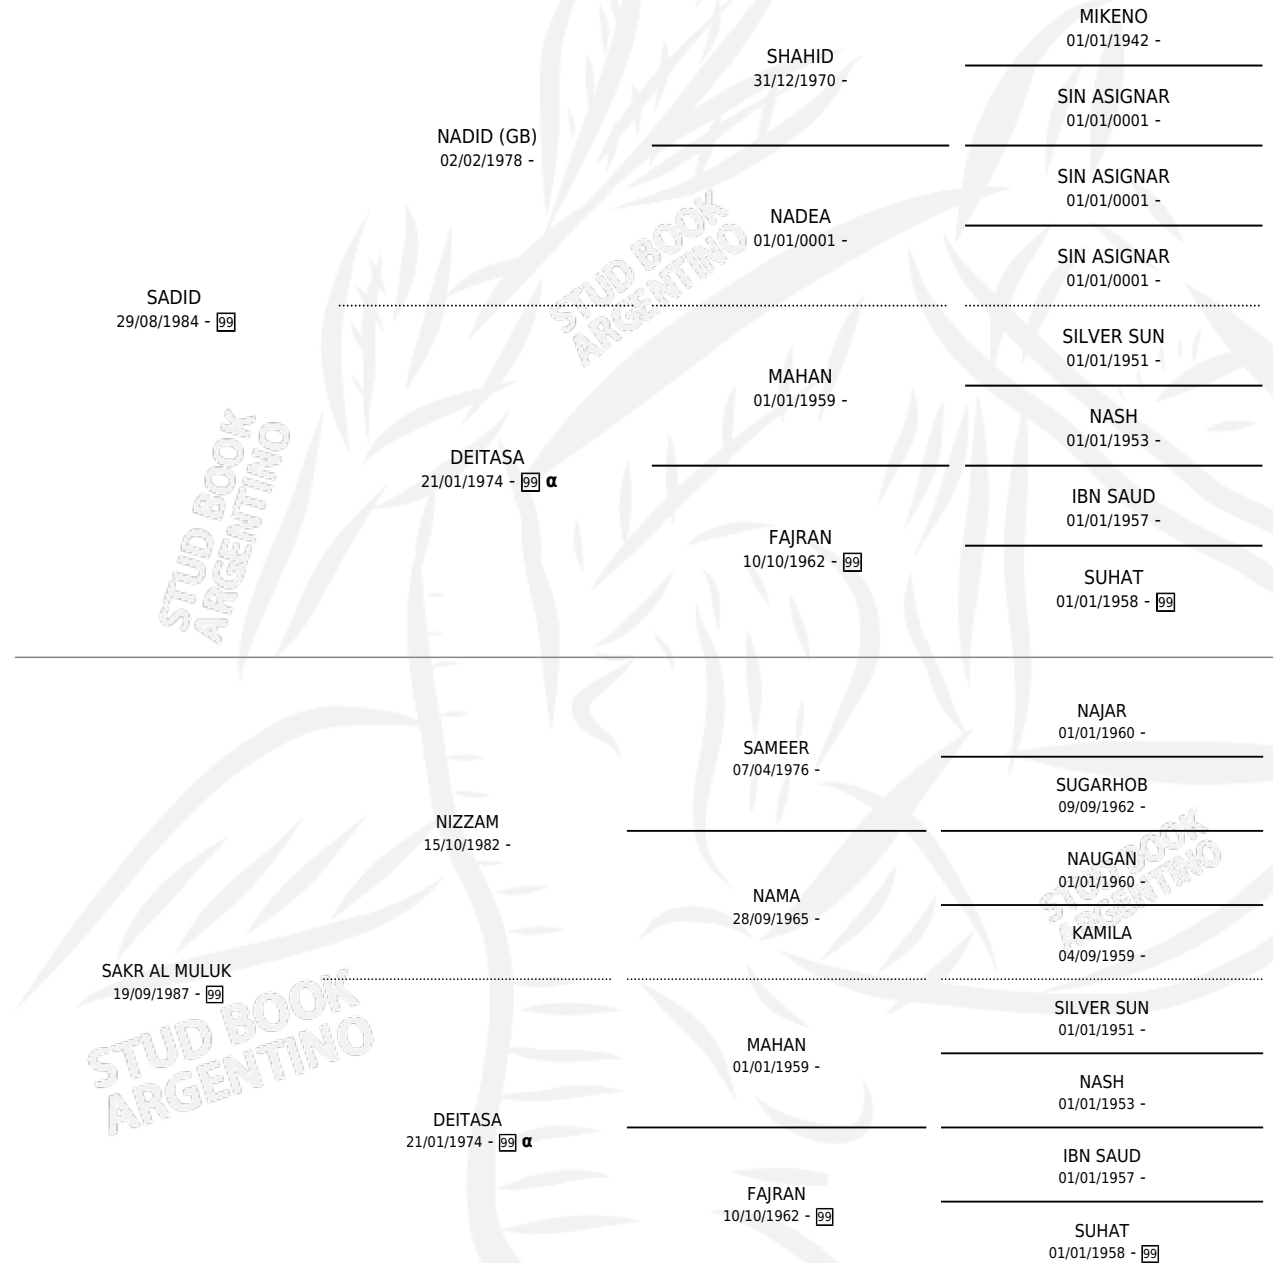 MIKENO
01/01/1942 -
SHAHID
31/12/1970 -
SIN ASIGNAR
01/01/0001 -
NADID (GB)
02/02/1978 -
SIN ASIGNAR
01/01/0001 -
NADEA
01/01/0001 -
SIN ASIGNAR
01/01/0001 -
SADID
29/08/1984 - 99
SILVER SUN
01/01/1951 -
MAHAN
01/01/1959 -
NASH
01/01/1953 -
DEITASA
21/01/1974 - 99 α
IBN SAUD
01/01/1957 -
FAJRAN
10/10/1962 - 99
SUHAT
01/01/1958 - 99
STUD BOOK
ARGENTINO
STUD BOOK
ARGENTINO
NAJAR
01/01/1960 -
SAMEER
07/04/1976 -
SUGARHOB
09/09/1962 -
NIZZAM
15/10/1982 -
NAUGAN
01/01/1960 -
NAMA
28/09/1965 -
KAMILA
04/09/1959 -
SAKR AL MULUK
19/09/1987 - 99
SILVER SUN
01/01/1951 -
MAHAN
01/01/1959 -
NASH
01/01/1953 -
DEITASA
21/01/1974 - 99 α
IBN SAUD
01/01/1957 -
FAJRAN
10/10/1962 - 99
SUHAT
01/01/1958 - 99
STUD BOOK
ARGENTINO
STUD BOOK
ARGENTINO